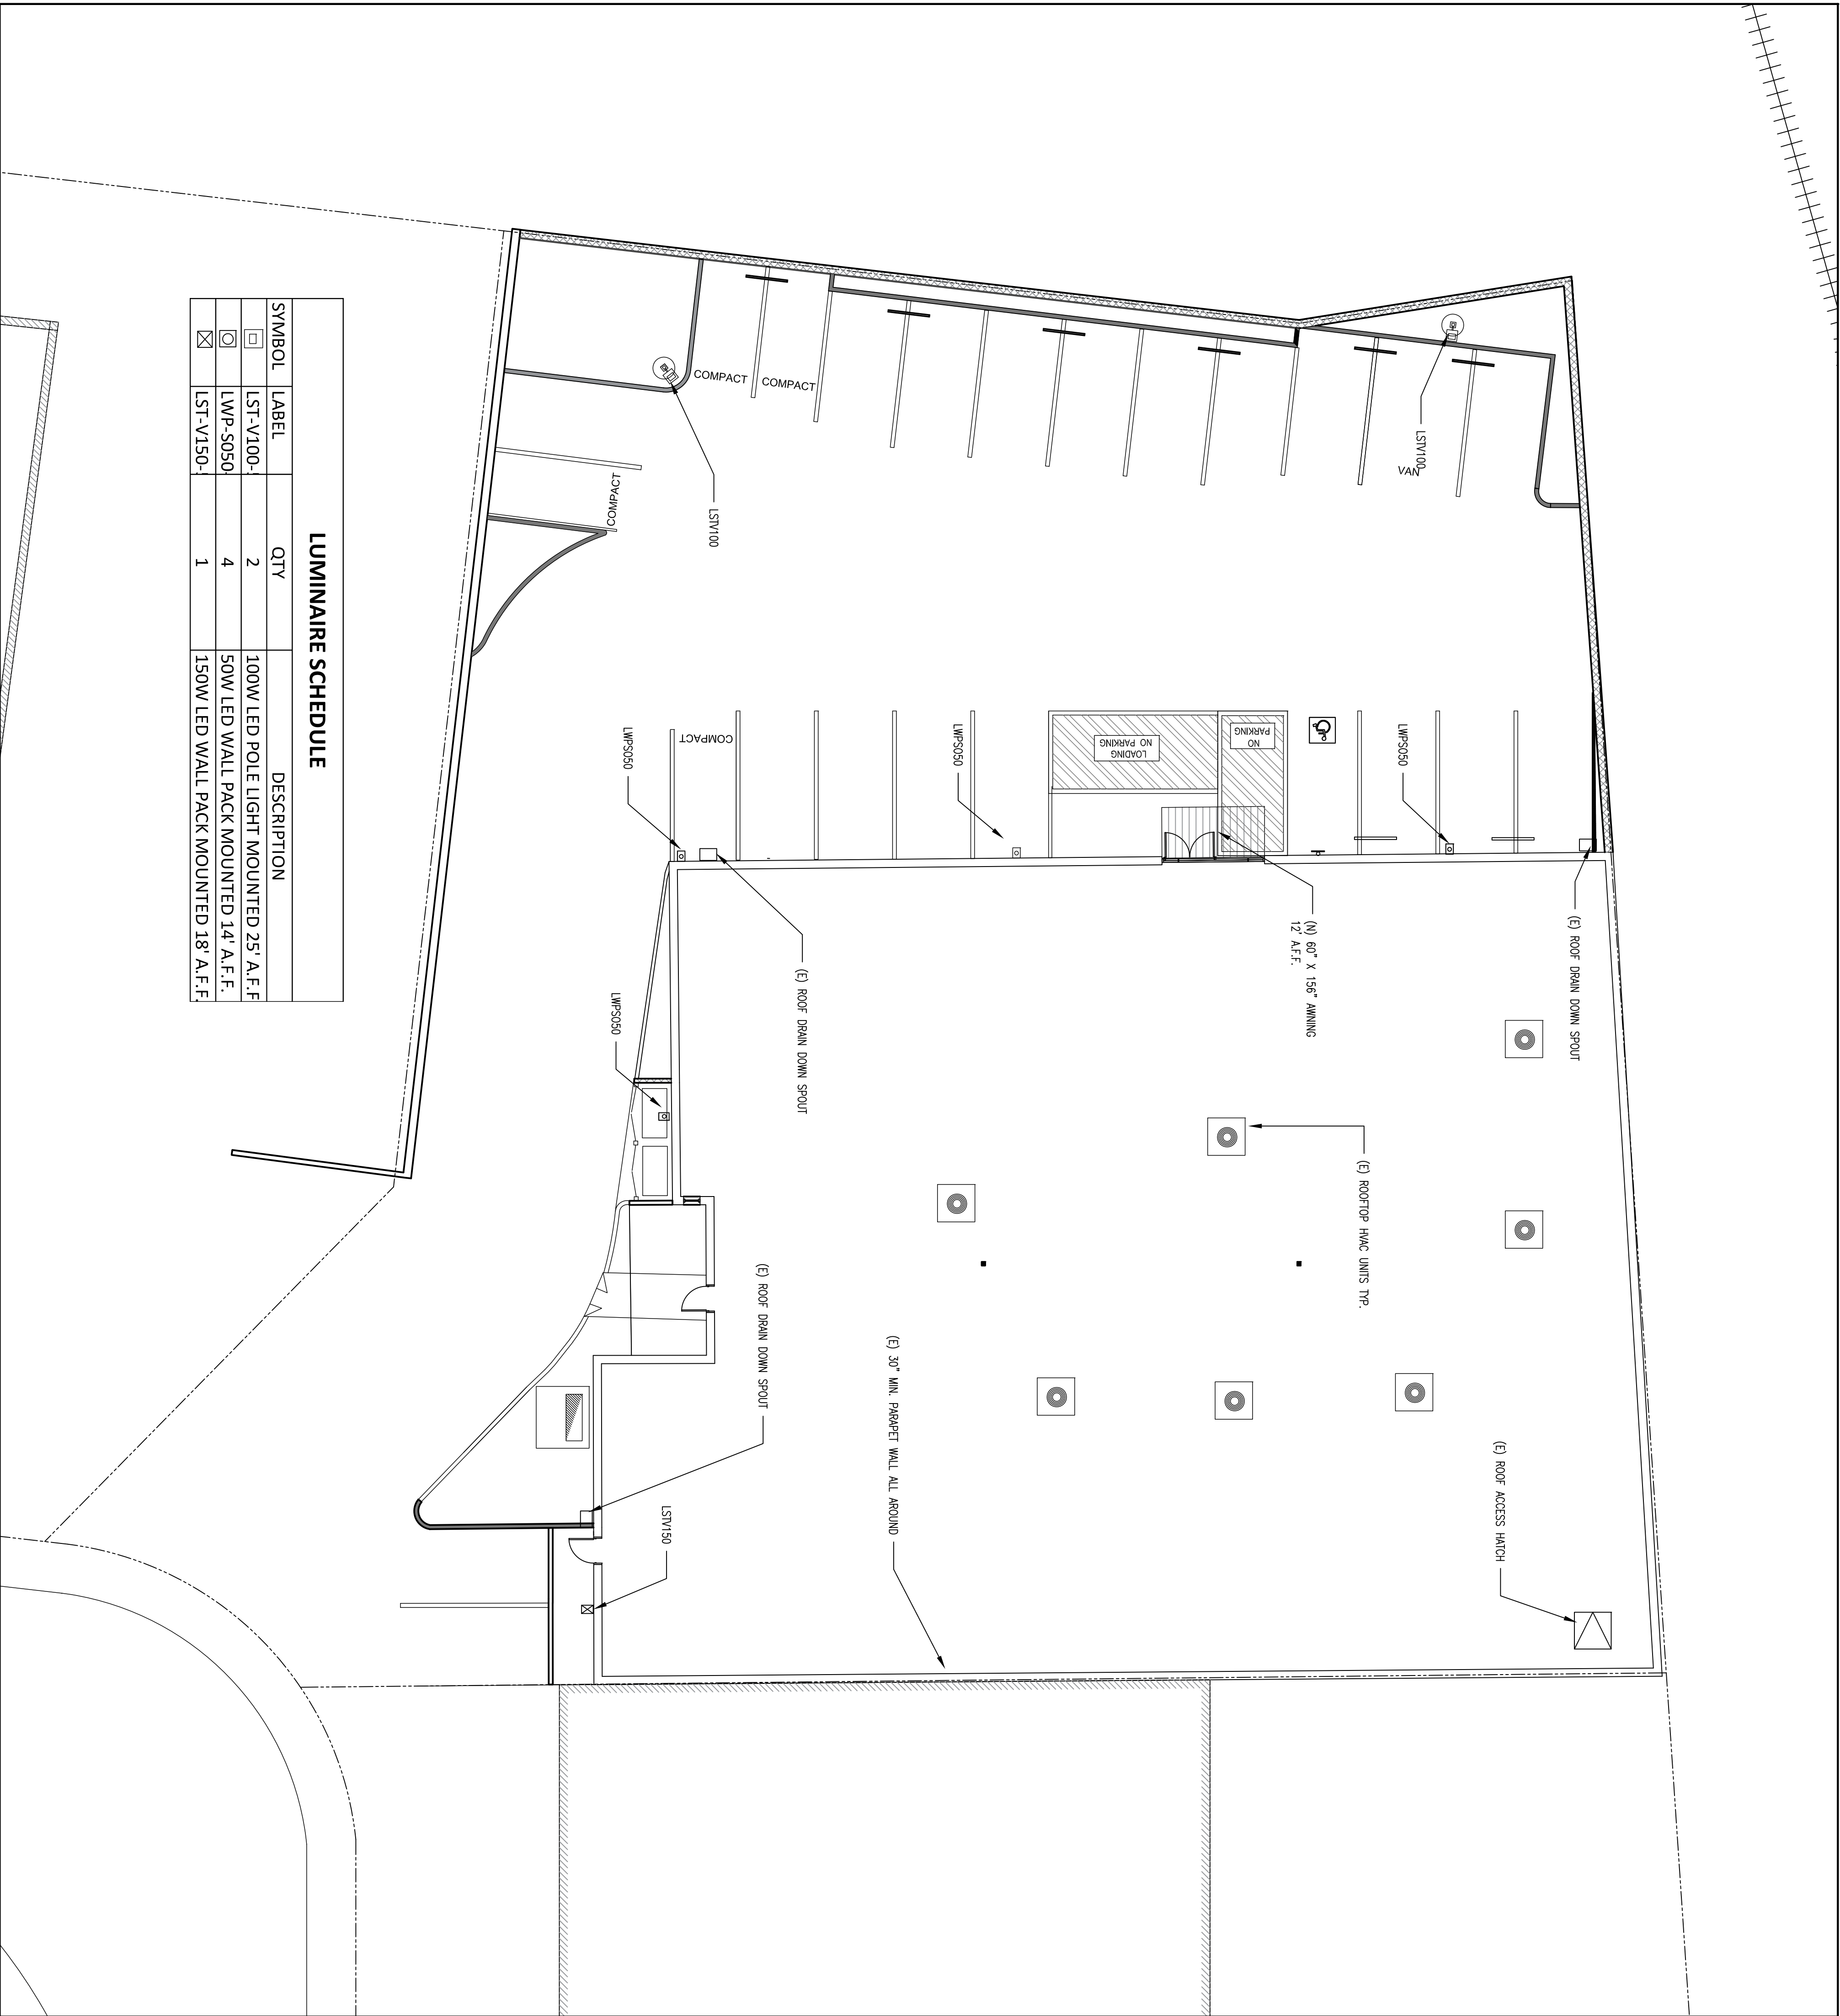 LUMINAIRE SCHEDULE
SYMBOL LABEL QTY DESCRIPTION
LST-V100- 2 100W LED POLE LIGHT MOUNTED 25' A.F.F
LWP-S050- 4 50W LED WALL PACK MOUNTED 14' A.F.F.
LST-V150- 1 150W LED WALL PACK MOUNTED 18' A.F.F.
COMPACT
COMPACT
COMPACT
COMPACT
LSTV100
LSTV100
VAN
LWPS050
LWPS050
LWPS050
LWPS050
LOADING
NO PARKING
NO
PARKING
(E) ROOF DRAIN DOWN SPOUT
(N) 60" X 156" AWNING
12' A.F.F.
(E) ROOF DRAIN DOWN SPOUT
(E) ROOFTOP HVAC UNITS TYP.
(E) ROOF DRAIN DOWN SPOUT
(E) 30" MIN. PARAPET WALL ALL AROUND
(E) ROOF ACCESS HATCH
LSTV150